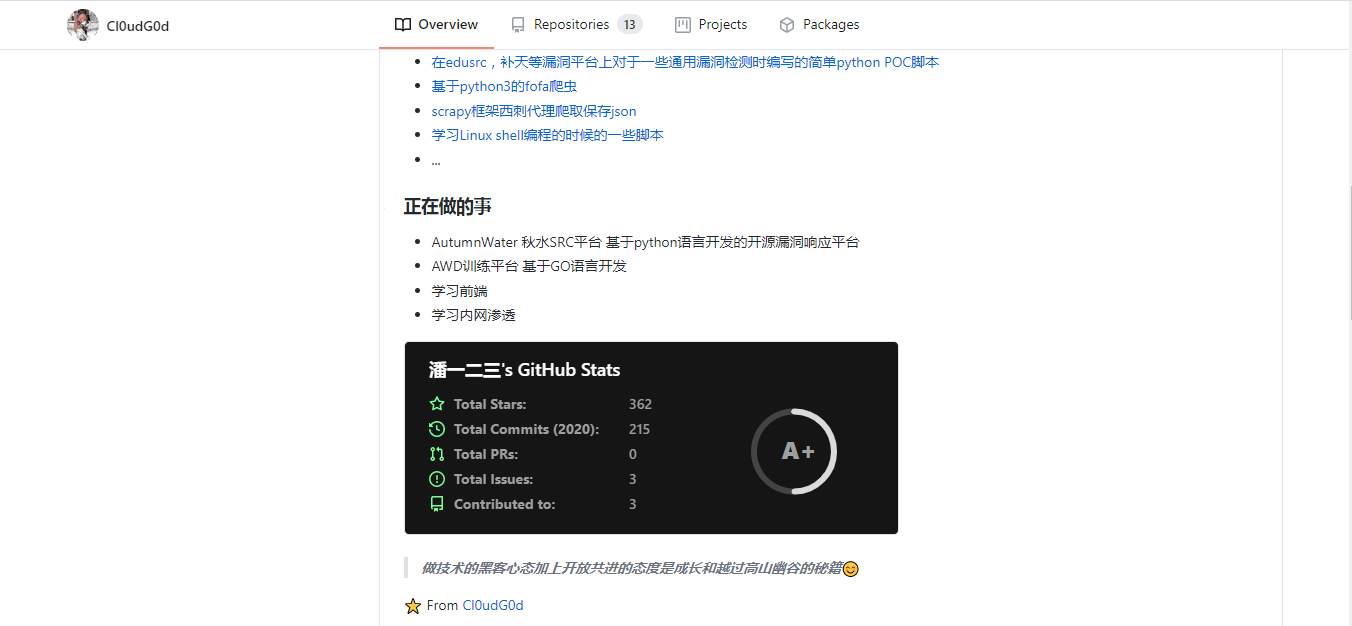 Cl0udG0d
Overview
Repositories 13
Projects
Packages
在edusrc，补天等漏洞平台上对于一些通用漏洞检测时编写的简单python POC脚本
基于python3的fofa爬虫
scrapy框架西刺代理爬取保存json
学习Linux shell编程的时候的一些脚本
...
正在做的事
AutumnWater 秋水SRC平台 基于python语言开发的开源漏洞响应平台
AWD训练平台 基于GO语言开发
学习前端
学习内网渗透
潘一二三's GitHub Stats
Total Stars: 362
Total Commits (2020): 215
Total PRs: 0
Total Issues: 3
Contributed to: 3
A+
做技术的黑客心态加上开放共进的态度是成长和越过高山幽谷的秘籍😊
⭐ From Cl0udG0d